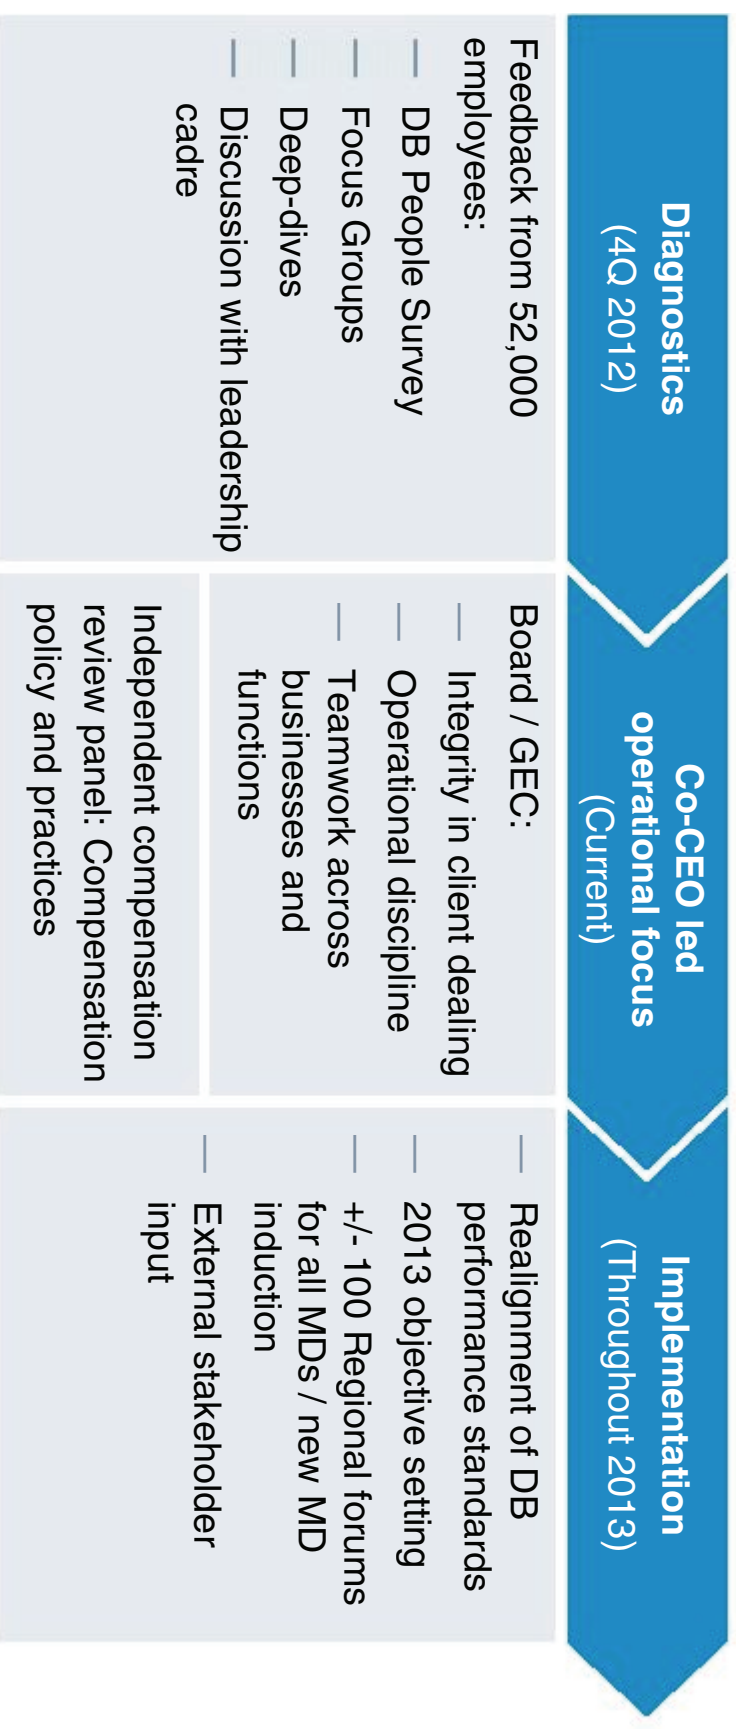 Diagnostics
(4Q 2012)
Feedback from 52,000
employees:
— DB People Survey
— Focus Groups
— Deep-dives
— Discussion with leadership
cadre
Co-CEO led
operational focus
(Current)
Board / GEC:
— Integrity in client dealing
— Operational discipline
— Teamwork across
businesses and
functions
Independent compensation
review panel: Compensation
policy and practices
Implementation
(Throughout 2013)
— Realignment of DB
performance standards
— 2013 objective setting
— +/- 100 Regional forums
for all MDs / new MD
induction
— External stakeholder
input